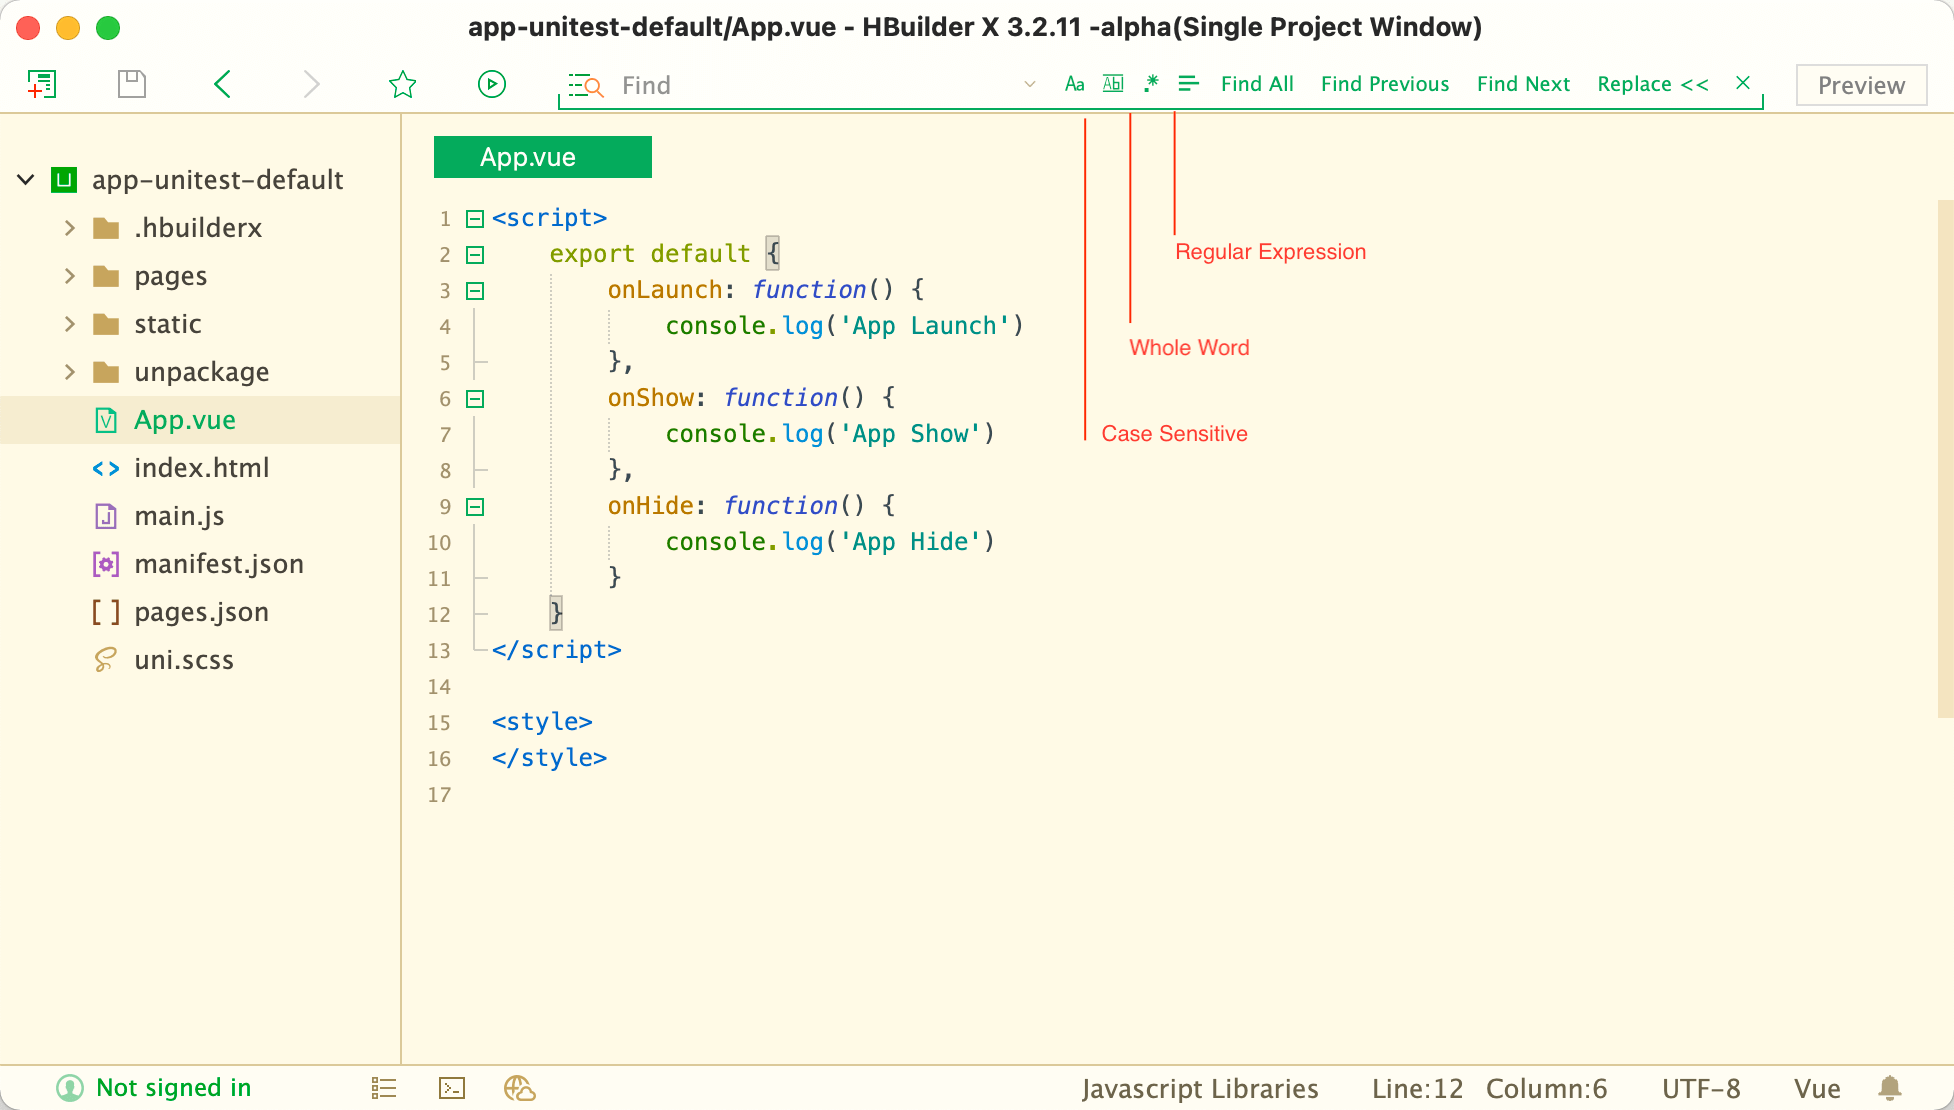 app-unitest-default/App.vue - HBuilder X 3.2.11 -alpha(Single Project Window)
Find
Aa Abl .* Find All Find Previous Find Next Replace << Preview
app-unitest-default
.hbuilderx
pages
static
unpackage
App.vue
index.html
main.js
manifest.json
pages.json
uni.scss
App.vue
1 <script>
2 export default {
3 onLaunch: function() {
4 console.log('App Launch')
5 },
6 onShow: function() {
7 console.log('App Show')
8 },
9 onHide: function() {
10 console.log('App Hide')
11 }
12 }
13 </script>
14
15 <style>
16 </style>
17
Regular Expression
Whole Word
Case Sensitive
Not signed in
Javascript Libraries Line:12 Column:6 UTF-8 Vue